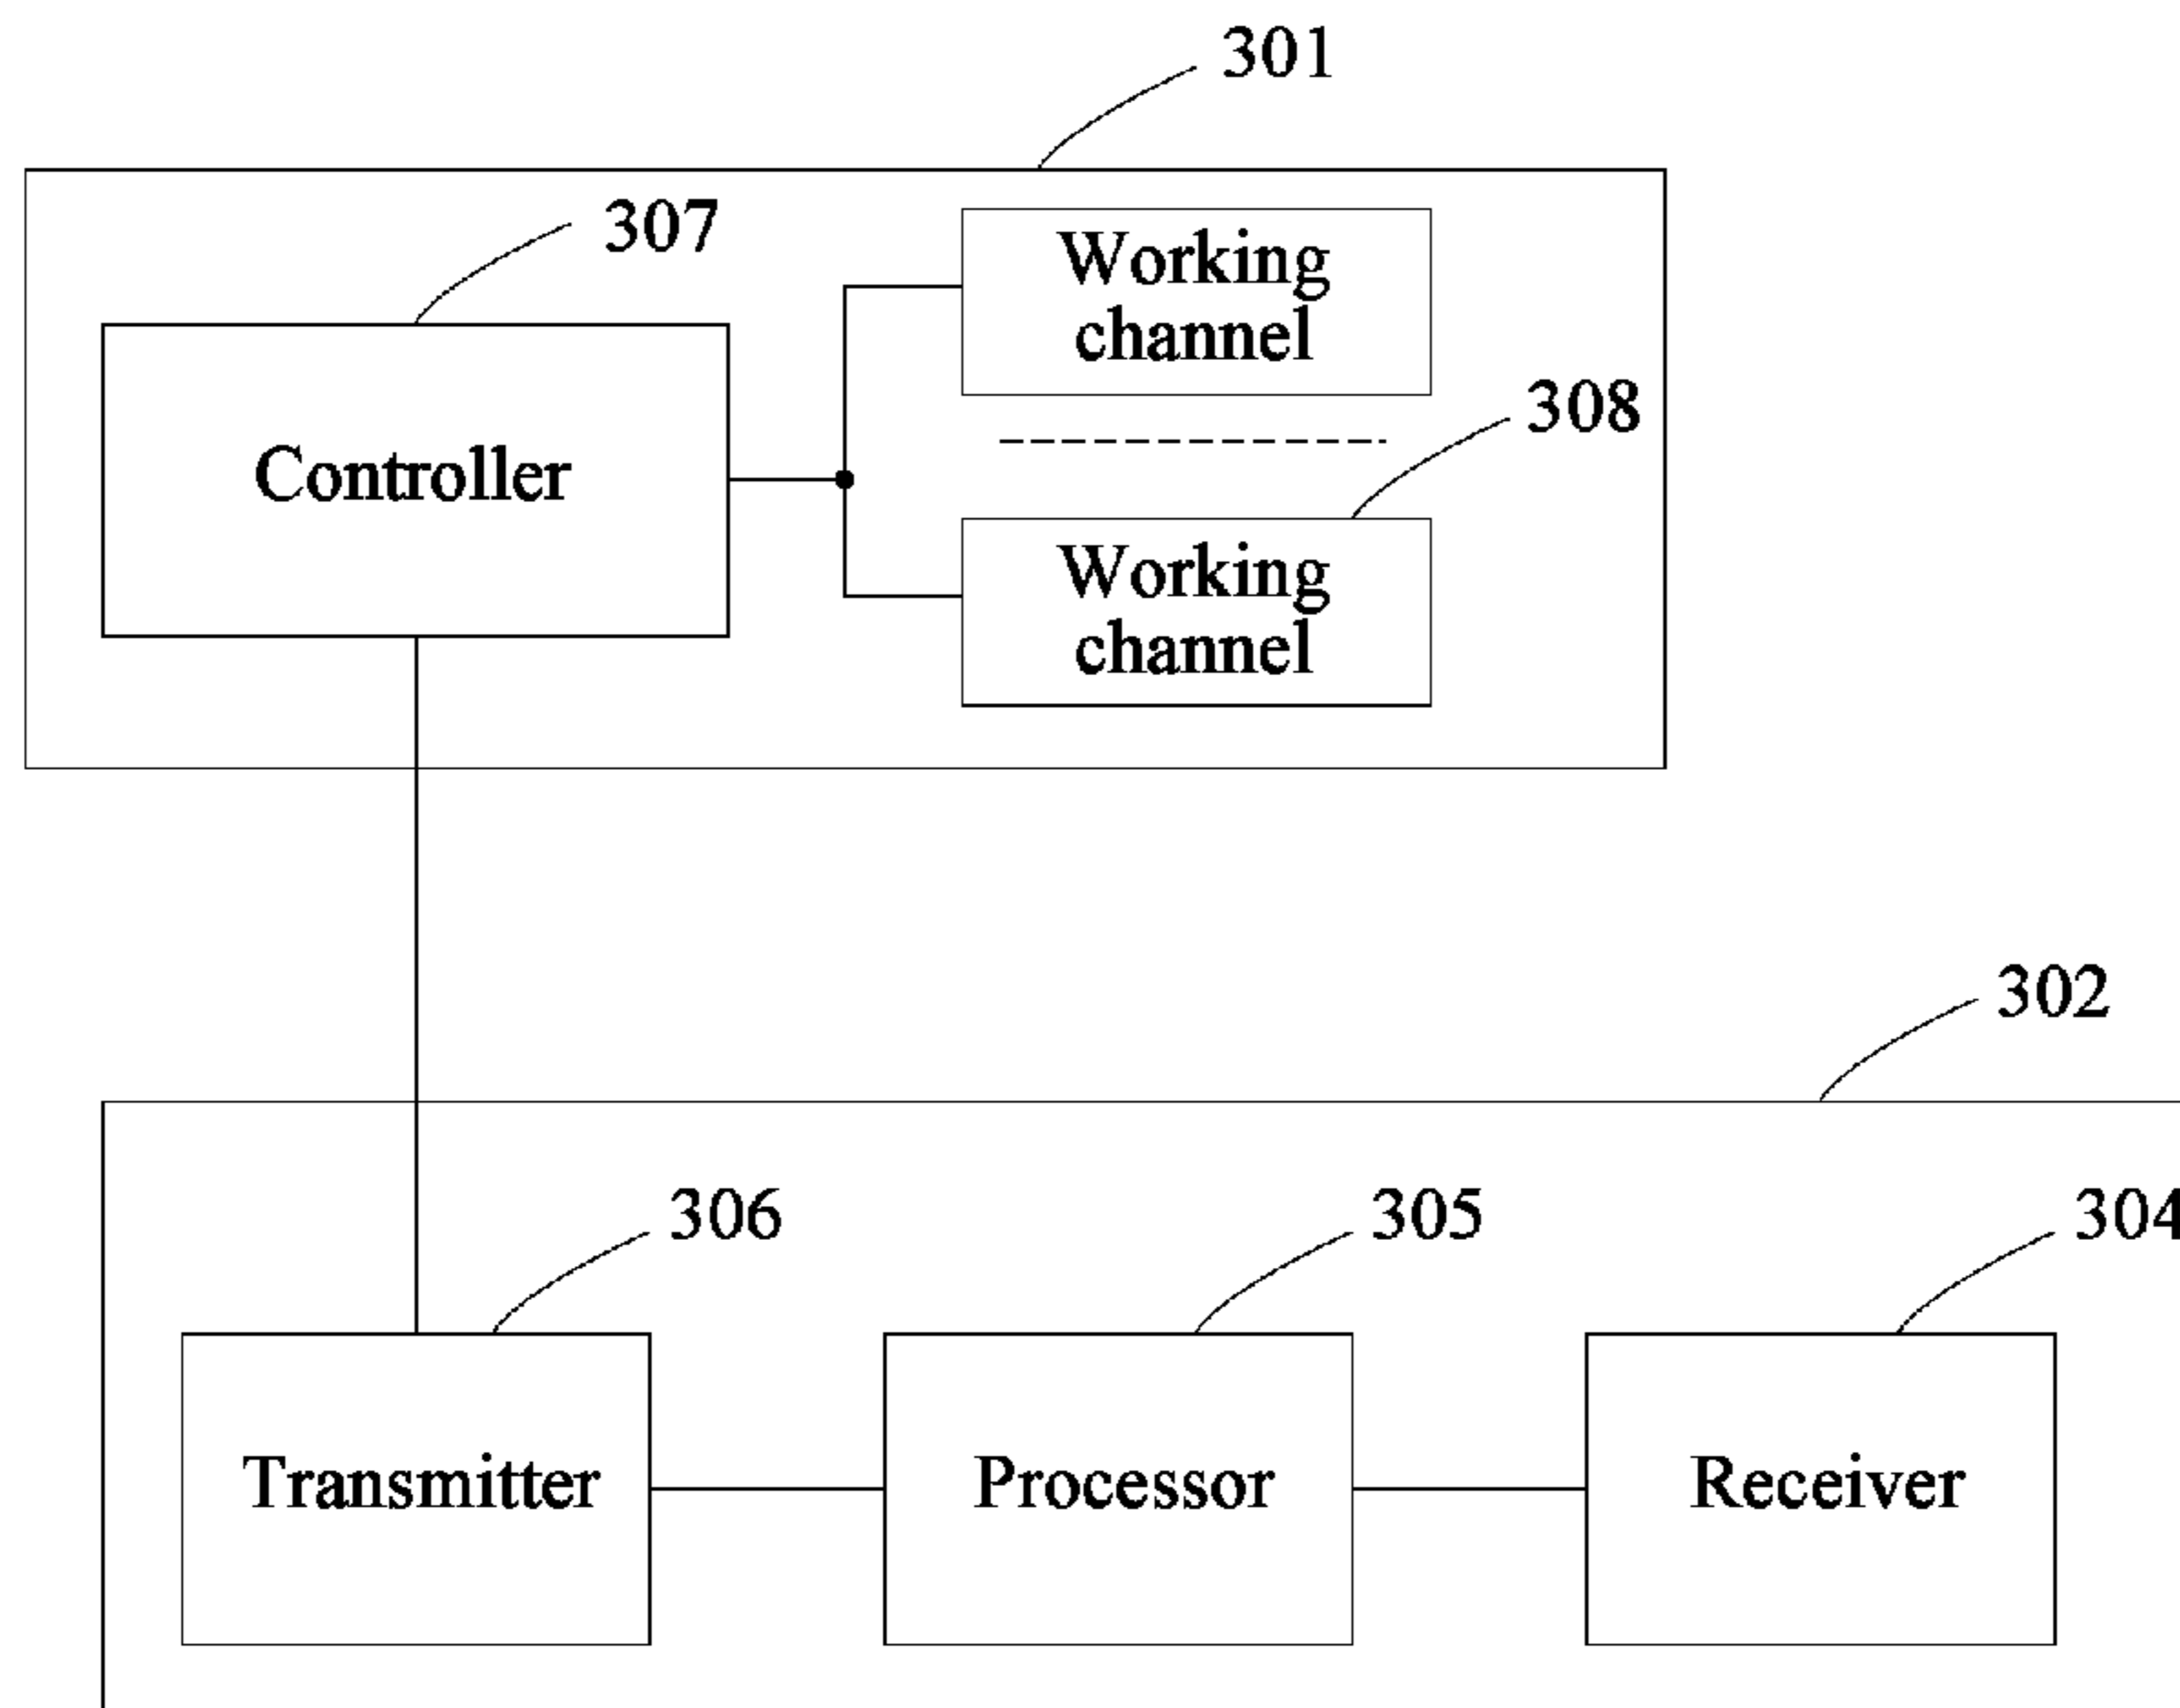 301
307
Working
channel
308
Controller
Working
channel
302
306
305
304
Transmitter
Processor
Receiver